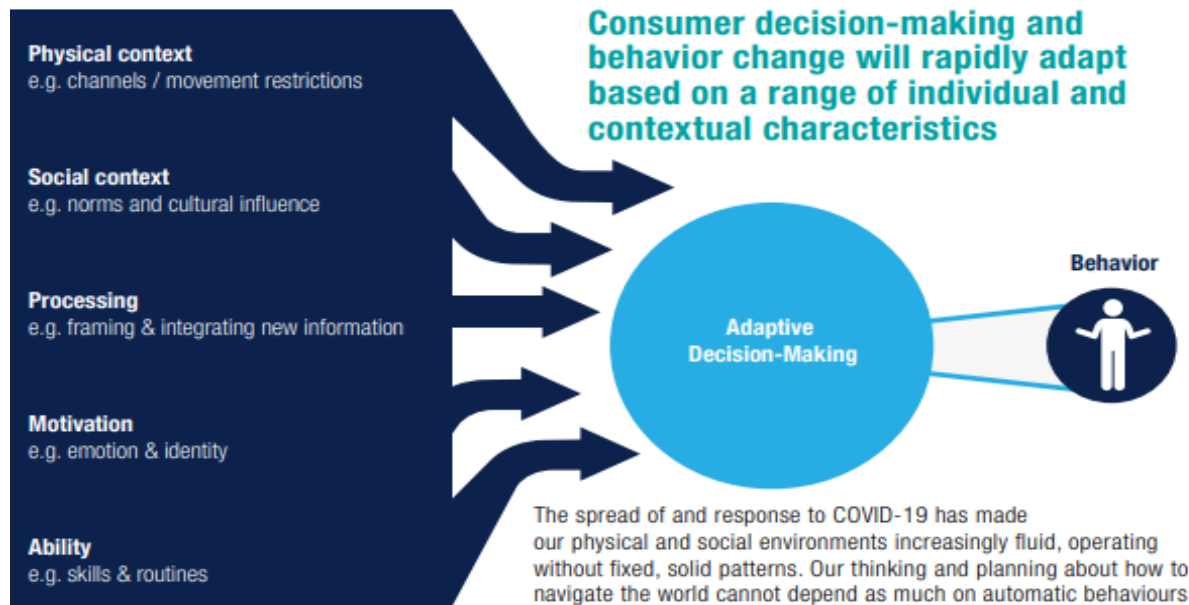 Physical context
e.g. channels / movement restrictions
Social context
e.g. norms and cultural influence
Processing
e.g. framing & integrating new information
Motivation
e.g. emotion & identity
Ability
e.g. skills & routines
Consumer decision-making and
behavior change will rapidly adapt
based on a range of individual and
contextual characteristics
Adaptive
Decision-Making
Behavior
The spread of and response to COVID-19 has made
our physical and social environments increasingly fluid, operating
without fixed, solid patterns. Our thinking and planning about how to
navigate the world cannot depend as much on automatic behaviours